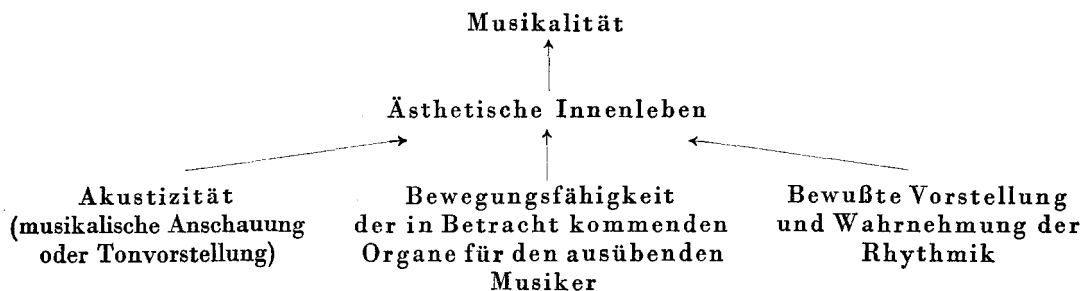 Musikalität
Ästhetische Innenleben
Akustizität
(musikalische Anschauung
oder Tonvorstellung)
Bewegungsfähigkeit
der in Betracht kommenden
Organe für den ausübenden
Musiker
Bewußte Vorstellung
und Wahrnehmung der
Rhythmik